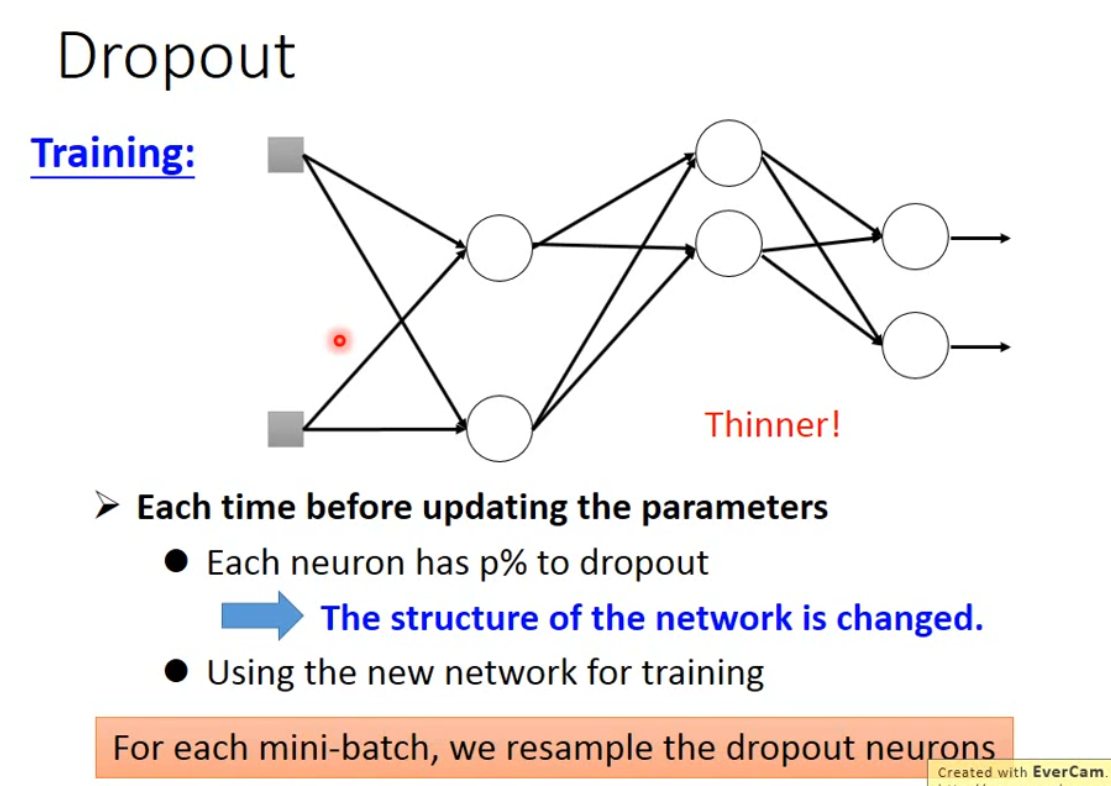 Dropout
Training:
Thinner!
➢ Each time before updating the parameters
● Each neuron has p% to dropout
The structure of the network is changed.
● Using the new network for training
For each mini-batch, we resample the dropout neurons
Created with EverCam.